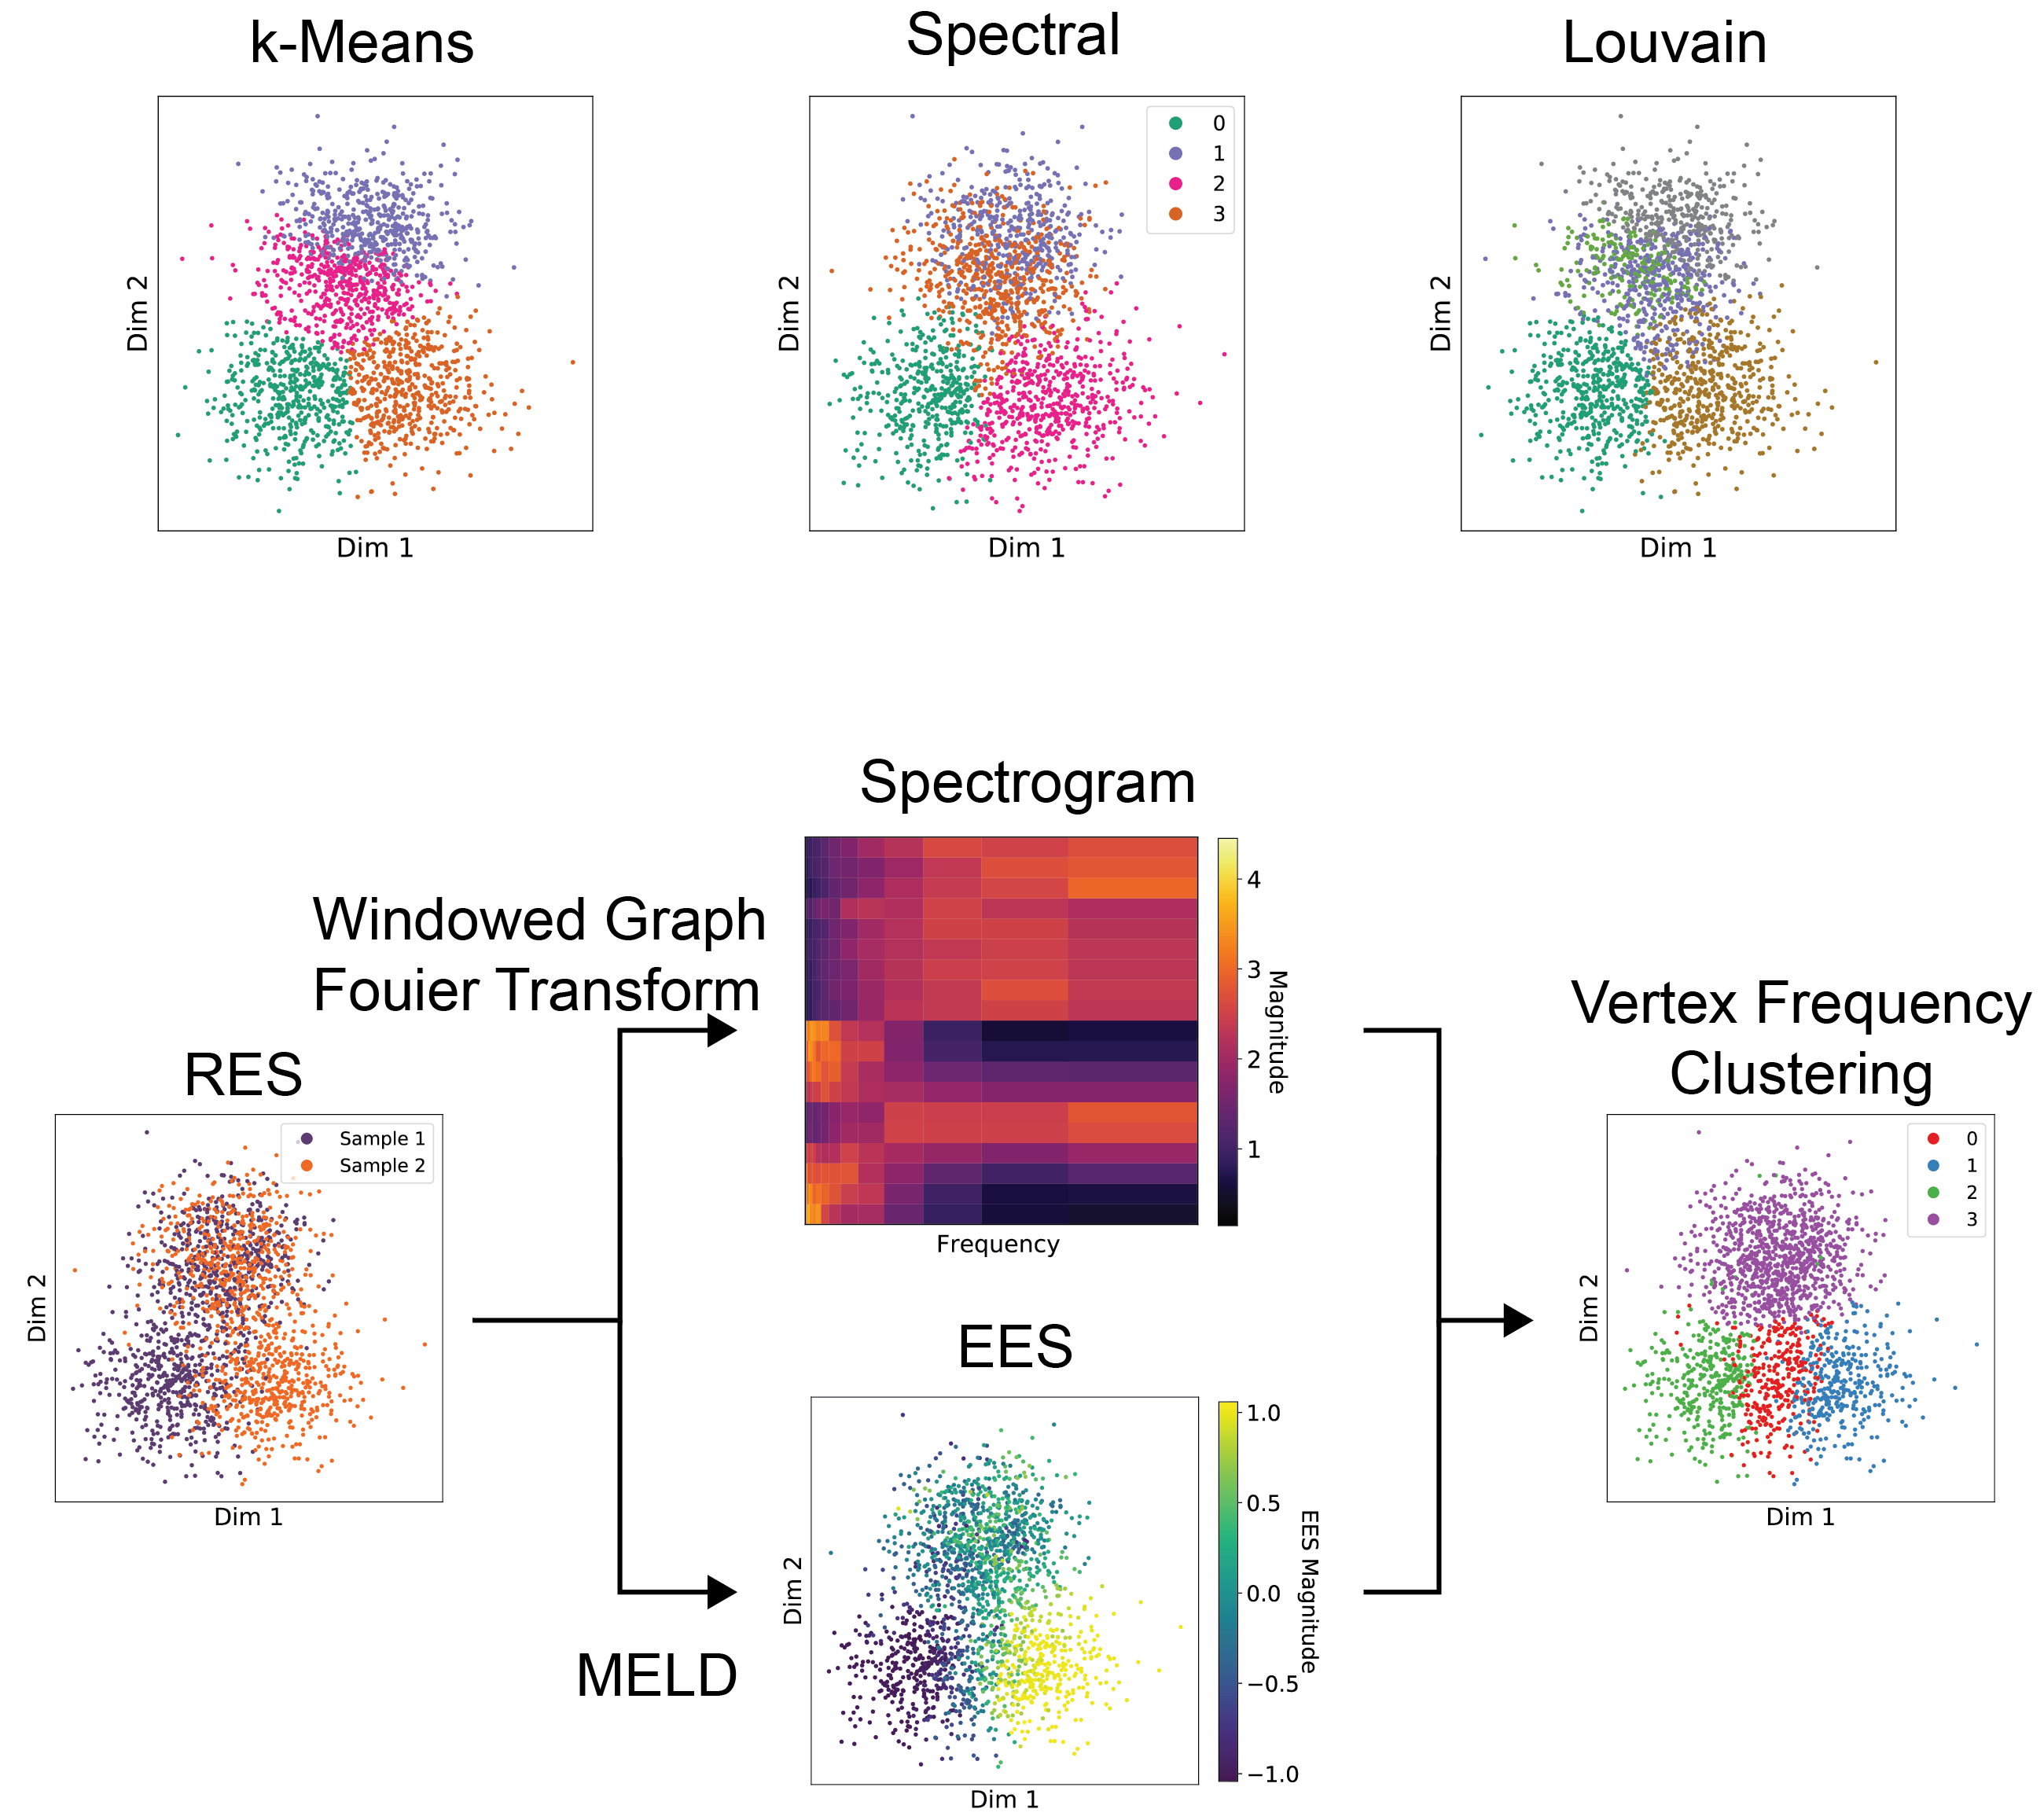 k-Means
Spectral
Louvain
0
1
2
3
Dim 2
Dim 1
Dim 2
Dim 1
Dim 2
Dim 1
Spectrogram
Windowed Graph
Fouier Transform
4
3
2
1
Magnitude
Frequency
RES
Sample 1
Sample 2
Dim 2
Dim 1
MELD
EES
1.0
0.5
0.0
−0.5
−1.0
EES Magnitude
Dim 2
Dim 1
Vertex Frequency
Clustering
0
1
2
3
Dim 2
Dim 1